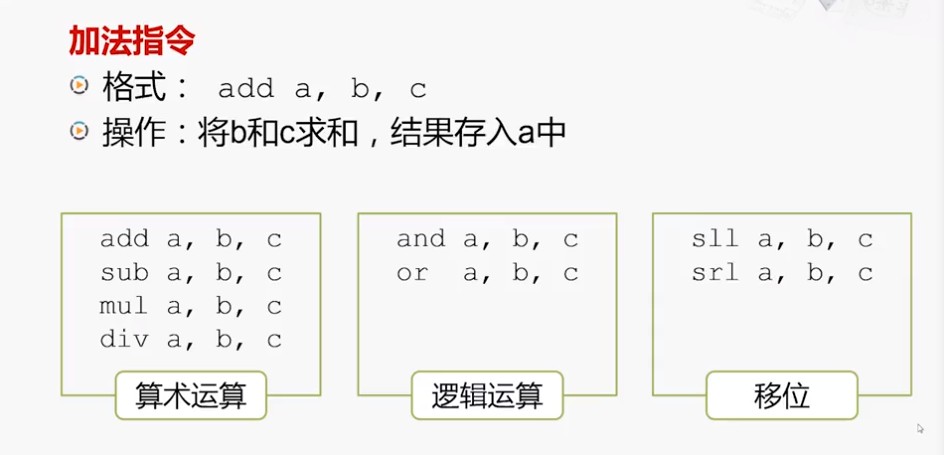 加法指令
格式： add a, b, c
操作：将b和c求和，结果存入a中
add a, b, c
sub a, b, c
mul a, b, c
div a, b, c
算术运算
and a, b, c
or a, b, c
逻辑运算
sll a, b, c
srl a, b, c
移位